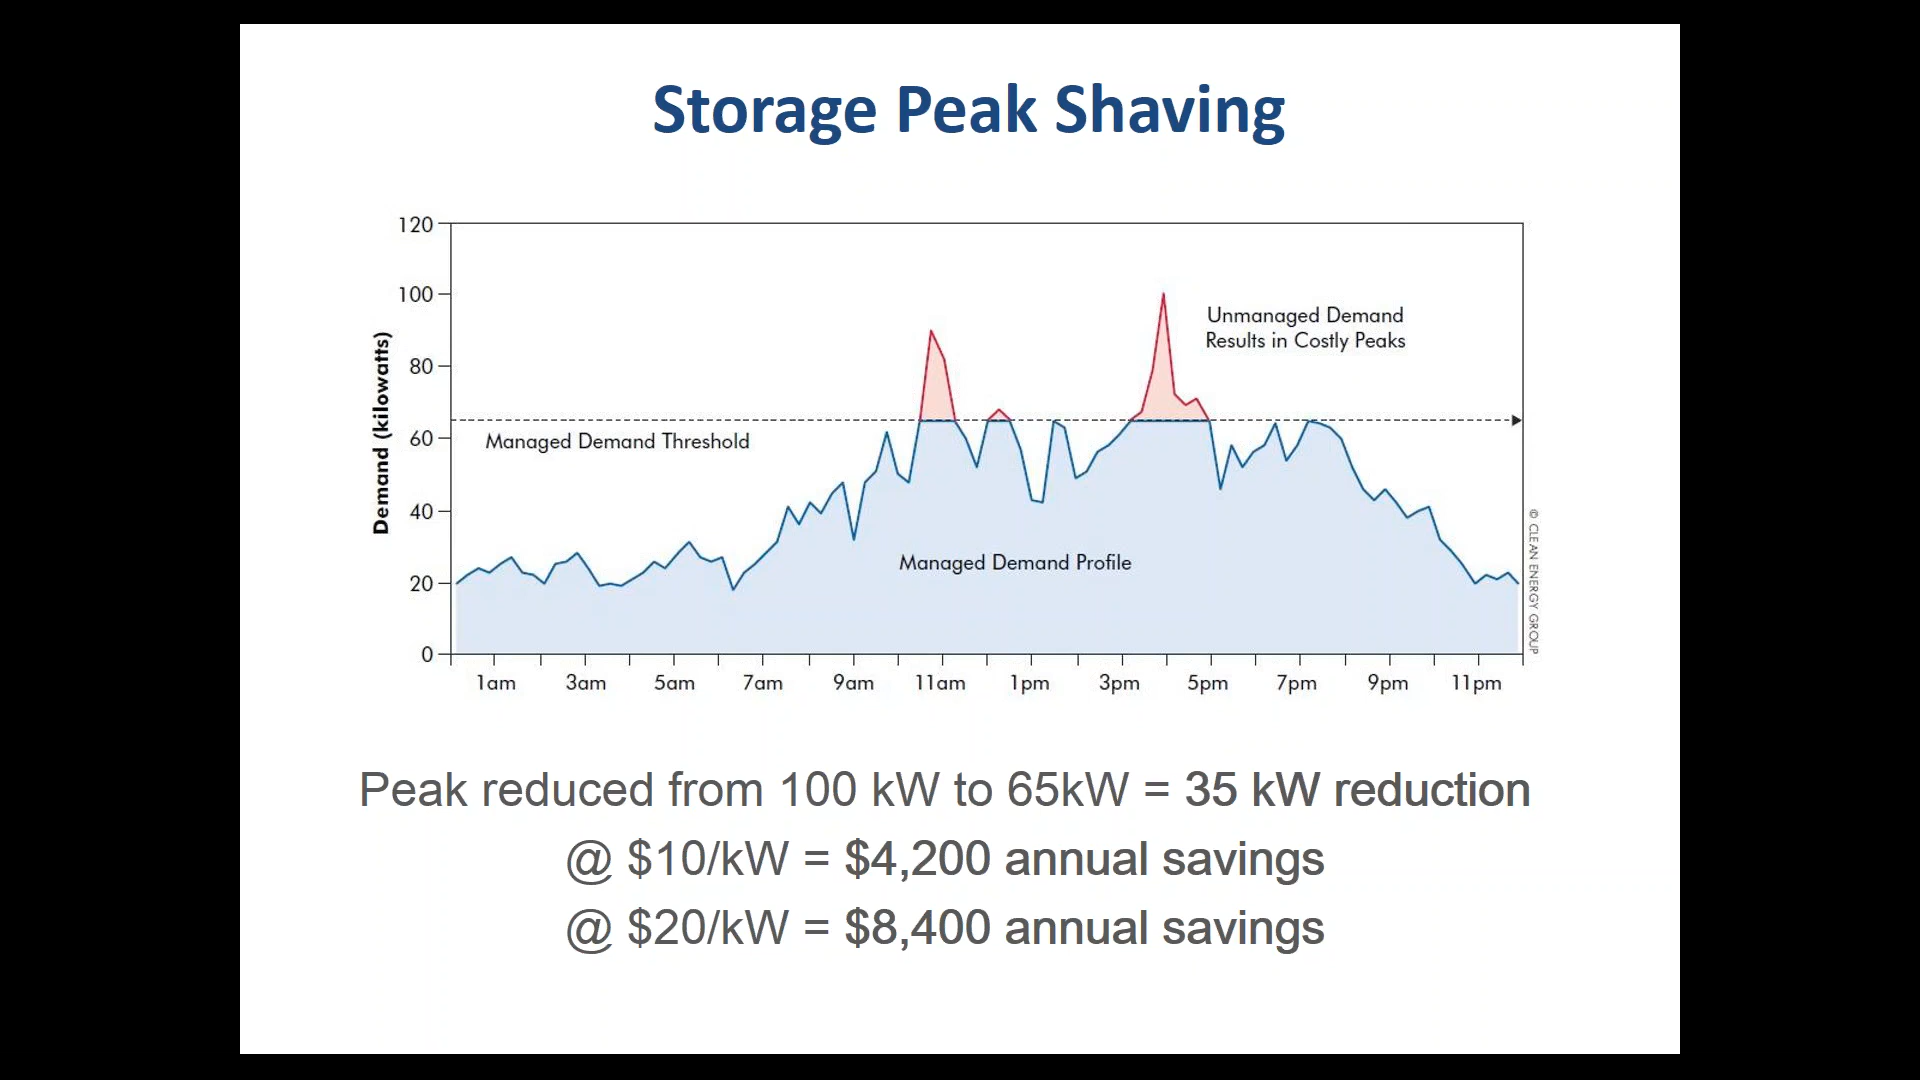 Storage Peak Shaving
120
100
80
60
40
20
0
Demand (kilowatts)
Unmanaged Demand
Results in Costly Peaks
Managed Demand Threshold
Managed Demand Profile
© CLEAN ENERGY GROUP
1am 3am 5am 7am 9am 11am 1pm 3pm 5pm 7pm 9pm 11pm
Peak reduced from 100 kW to 65kW = 35 kW reduction
@ $10/kW = $4,200 annual savings
@ $20/kW = $8,400 annual savings